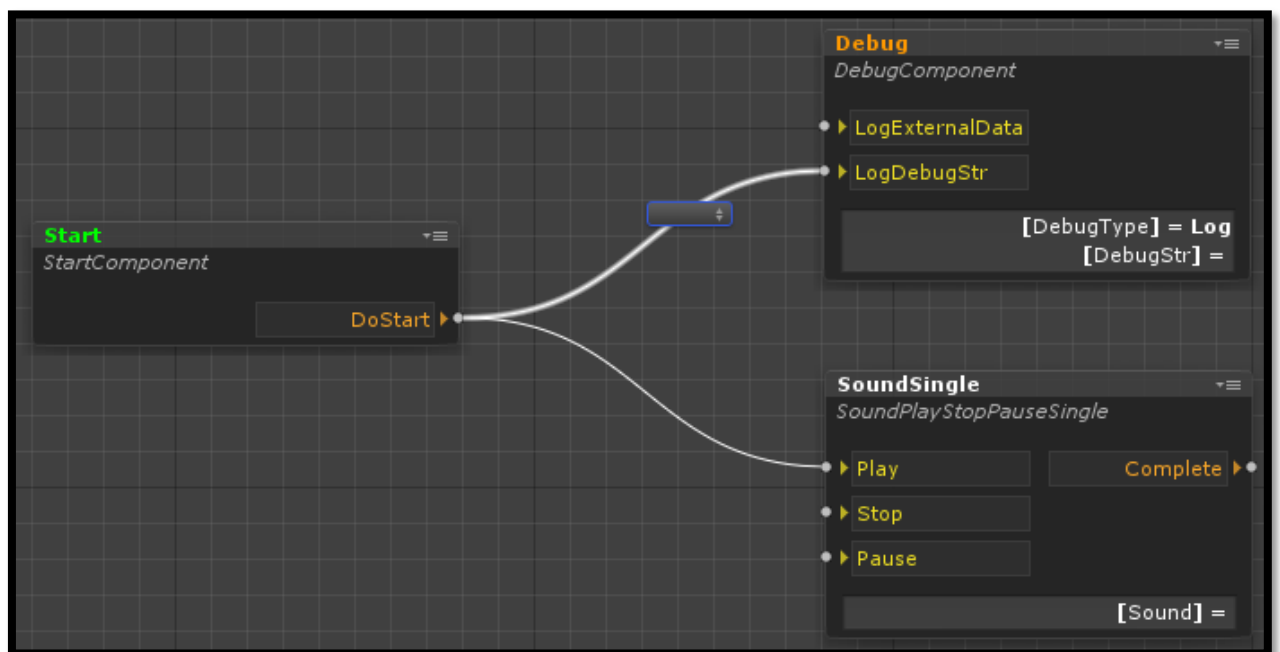 Start
StartComponent
DoStart
Debug
DebugComponent
LogExternalData
LogDebugStr
[DebugType] = Log
[DebugStr] =
SoundSingle
SoundPlayStopPauseSingle
Play
Complete
Stop
Pause
[Sound] =